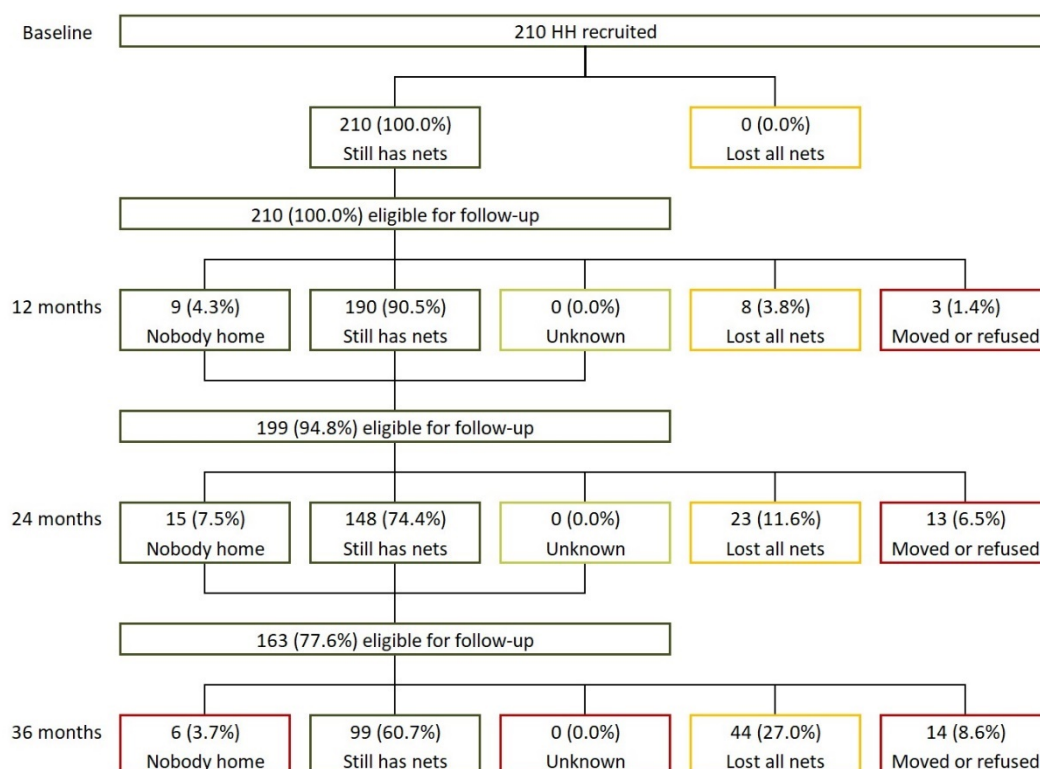 Baseline
210 HH recruited
210 (100.0%)
Still has nets
0 (0.0%)
Lost all nets
210 (100.0%) eligible for follow-up
12 months
9 (4.3%)
Nobody home
190 (90.5%)
Still has nets
0 (0.0%)
Unknown
8 (3.8%)
Lost all nets
3 (1.4%)
Moved or refused
199 (94.8%) eligible for follow-up
24 months
15 (7.5%)
Nobody home
148 (74.4%)
Still has nets
0 (0.0%)
Unknown
23 (11.6%)
Lost all nets
13 (6.5%)
Moved or refused
163 (77.6%) eligible for follow-up
36 months
6 (3.7%)
Nobody home
99 (60.7%)
Still has nets
0 (0.0%)
Unknown
44 (27.0%)
Lost all nets
14 (8.6%)
Moved or refused